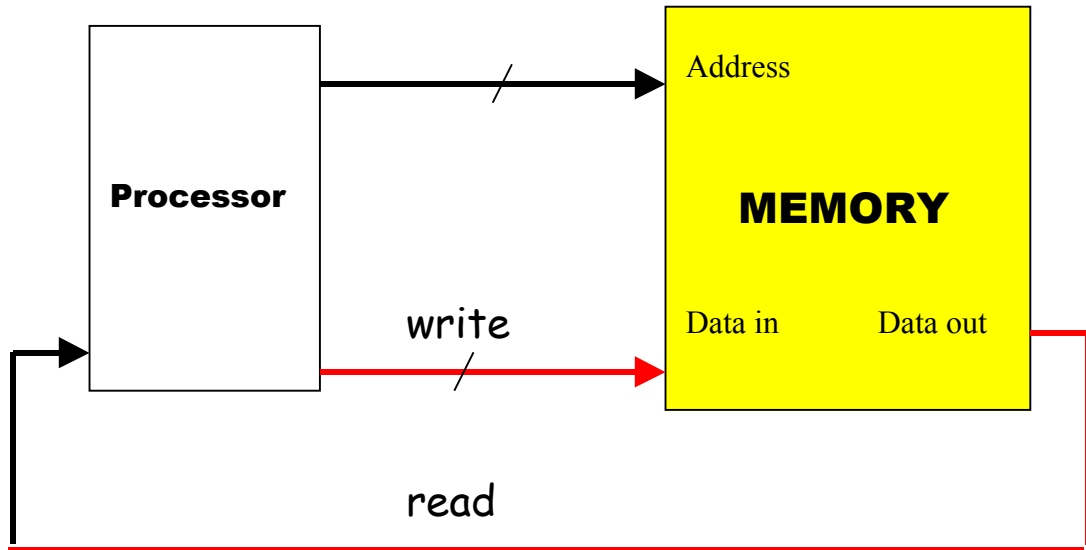 Address
Processor
MEMORY
write
Data in
Data out
read